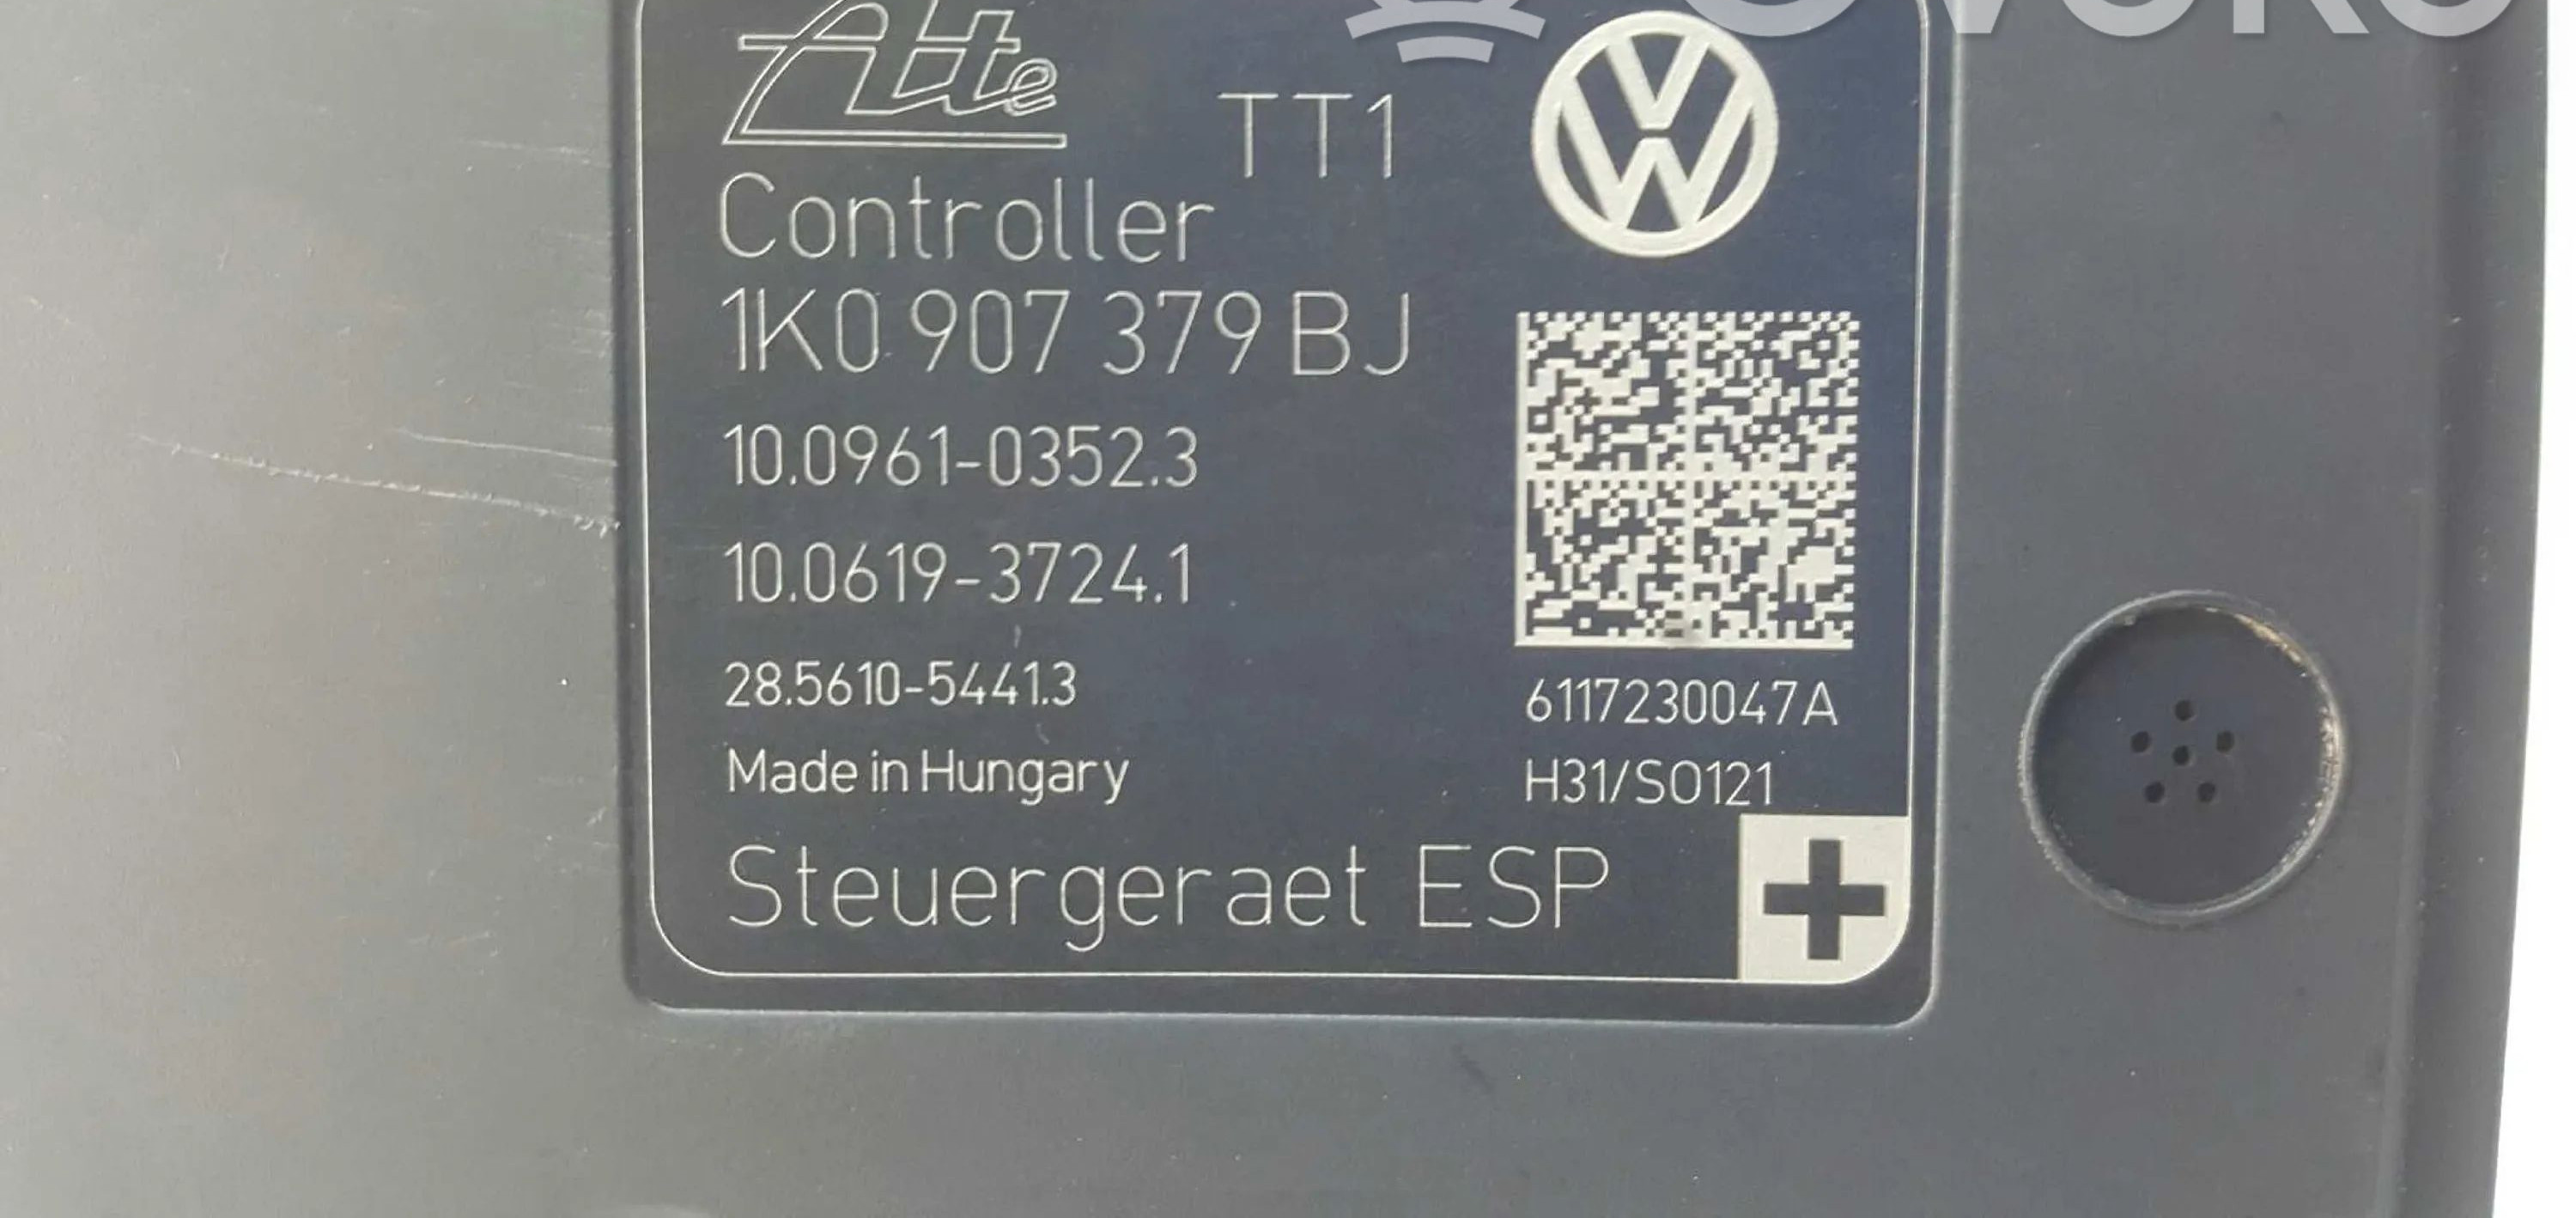 Ate
TT1
Controller
1K0 907 379 BJ
10.0961-0352.3
10.0619-3724.1
28.5610-5441.3
Made in Hungary
6117230047A
H31/SO121
Steuergeraet ESP